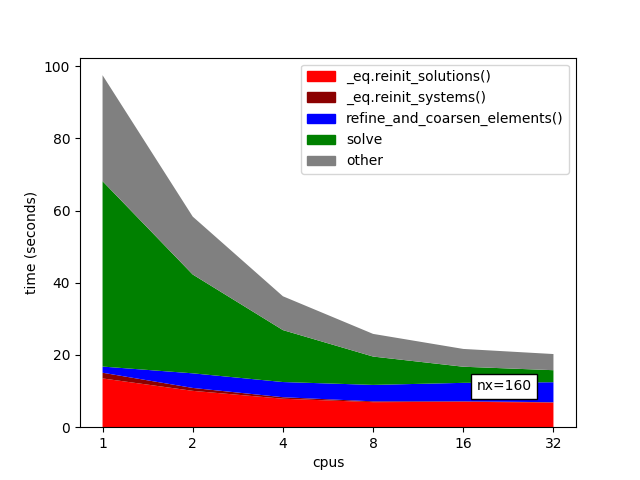 100
80
60
40
20
0
time (seconds)
_eq.reinit_solutions()
_eq.reinit_systems()
refine_and_coarsen_elements()
solve
other
nx=160
1 2 4 8 16 32
cpus